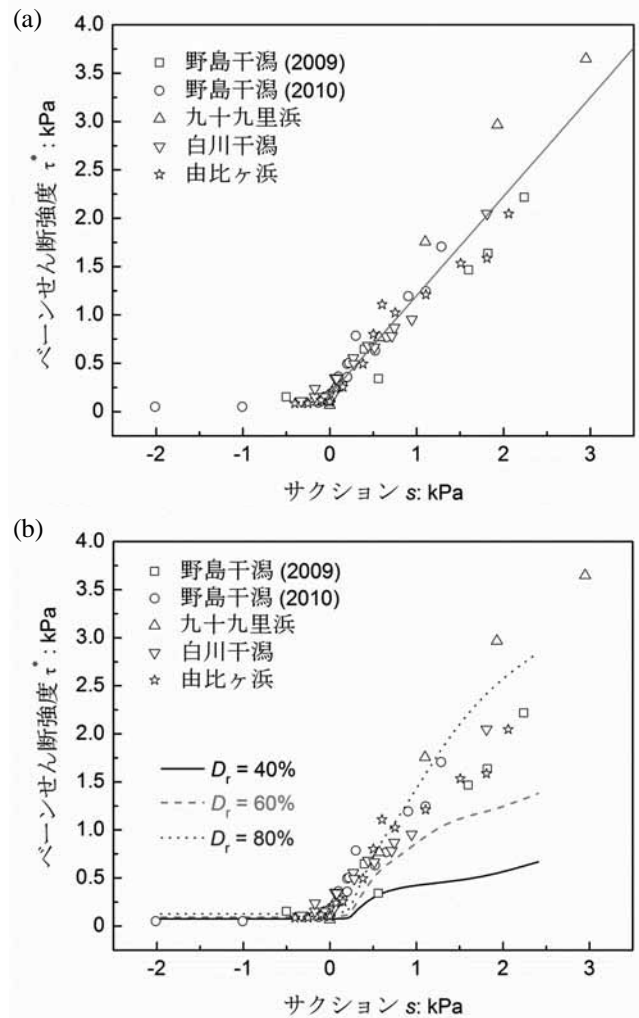 (a)
4.0
3.5
3.0
2.5
2.0
1.5
1.0
0.5
0
ベーンせん断強度 τ*: kPa
野島干潟 (2009)
野島干潟 (2010)
九十九里浜
白川干潟
由比ヶ浜
-2 -1 0 1 2 3
サクション s: kPa
(b)
4.0
3.5
3.0
2.5
2.0
1.5
1.0
0.5
0
ベーンせん断強度 τ*: kPa
野島干潟 (2009)
野島干潟 (2010)
九十九里浜
白川干潟
由比ヶ浜
Dr = 40%
Dr = 60%
Dr = 80%
-2 -1 0 1 2 3
サクション s: kPa